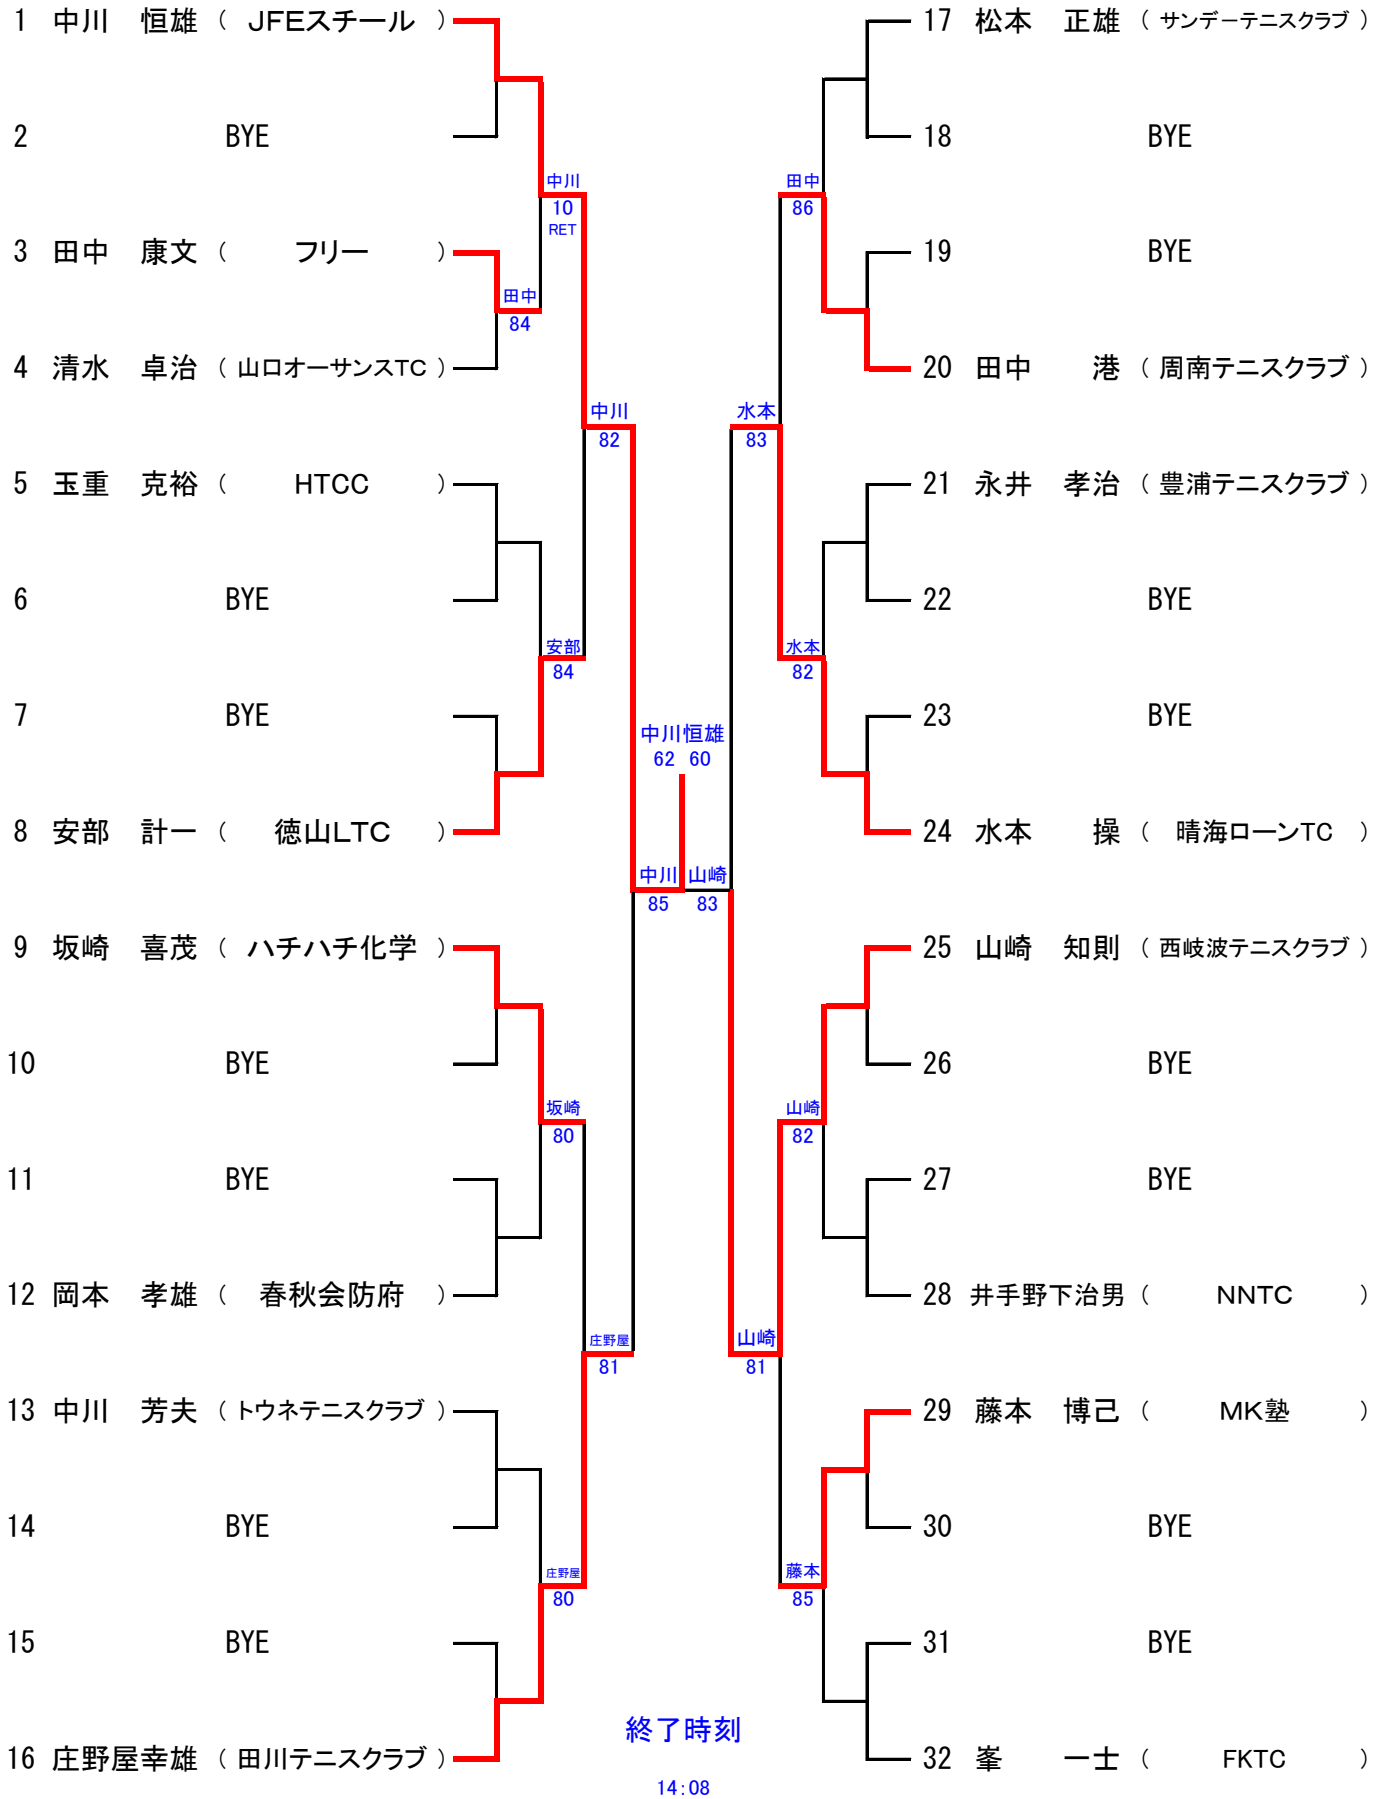 1 中川 恒雄 ( JFEスチール )
2 BYE
3 田中 康文 ( フリー )
4 清水 卓治 ( 山口オーサンスTC )
5 玉重 克裕 ( HTCC )
6 BYE
7 BYE
8 安部 計一 ( 徳山LTC )
9 坂崎 喜茂 ( ハチハチ化学 )
10 BYE
11 BYE
12 岡本 孝雄 ( 春秋会防府 )
13 中川 芳夫 ( トウネテニスクラブ )
14 BYE
15 BYE
16 庄野屋幸雄 ( 田川テニスクラブ )
中川
10
RET
田中
84
中川
82
安部
84
坂崎
80
庄野屋
81
庄野屋
80
中川恒雄
62 60
中川 山崎
85 83
田中
86
水本
83
水本
82
山崎
82
山崎
81
藤本
85
17 松本 正雄 ( サンデーテニスクラブ )
18 BYE
19 BYE
20 田中 港 ( 周南テニスクラブ )
21 永井 孝治 ( 豊浦テニスクラブ )
22 BYE
23 BYE
24 水本 操 ( 晴海ローンTC )
25 山崎 知則 ( 西岐波テニスクラブ )
26 BYE
27 BYE
28 井手野下治男 ( NNTC )
29 藤本 博己 ( MK塾 )
30 BYE
31 BYE
32 峯 一士 ( FKTC )
終了時刻
14:08